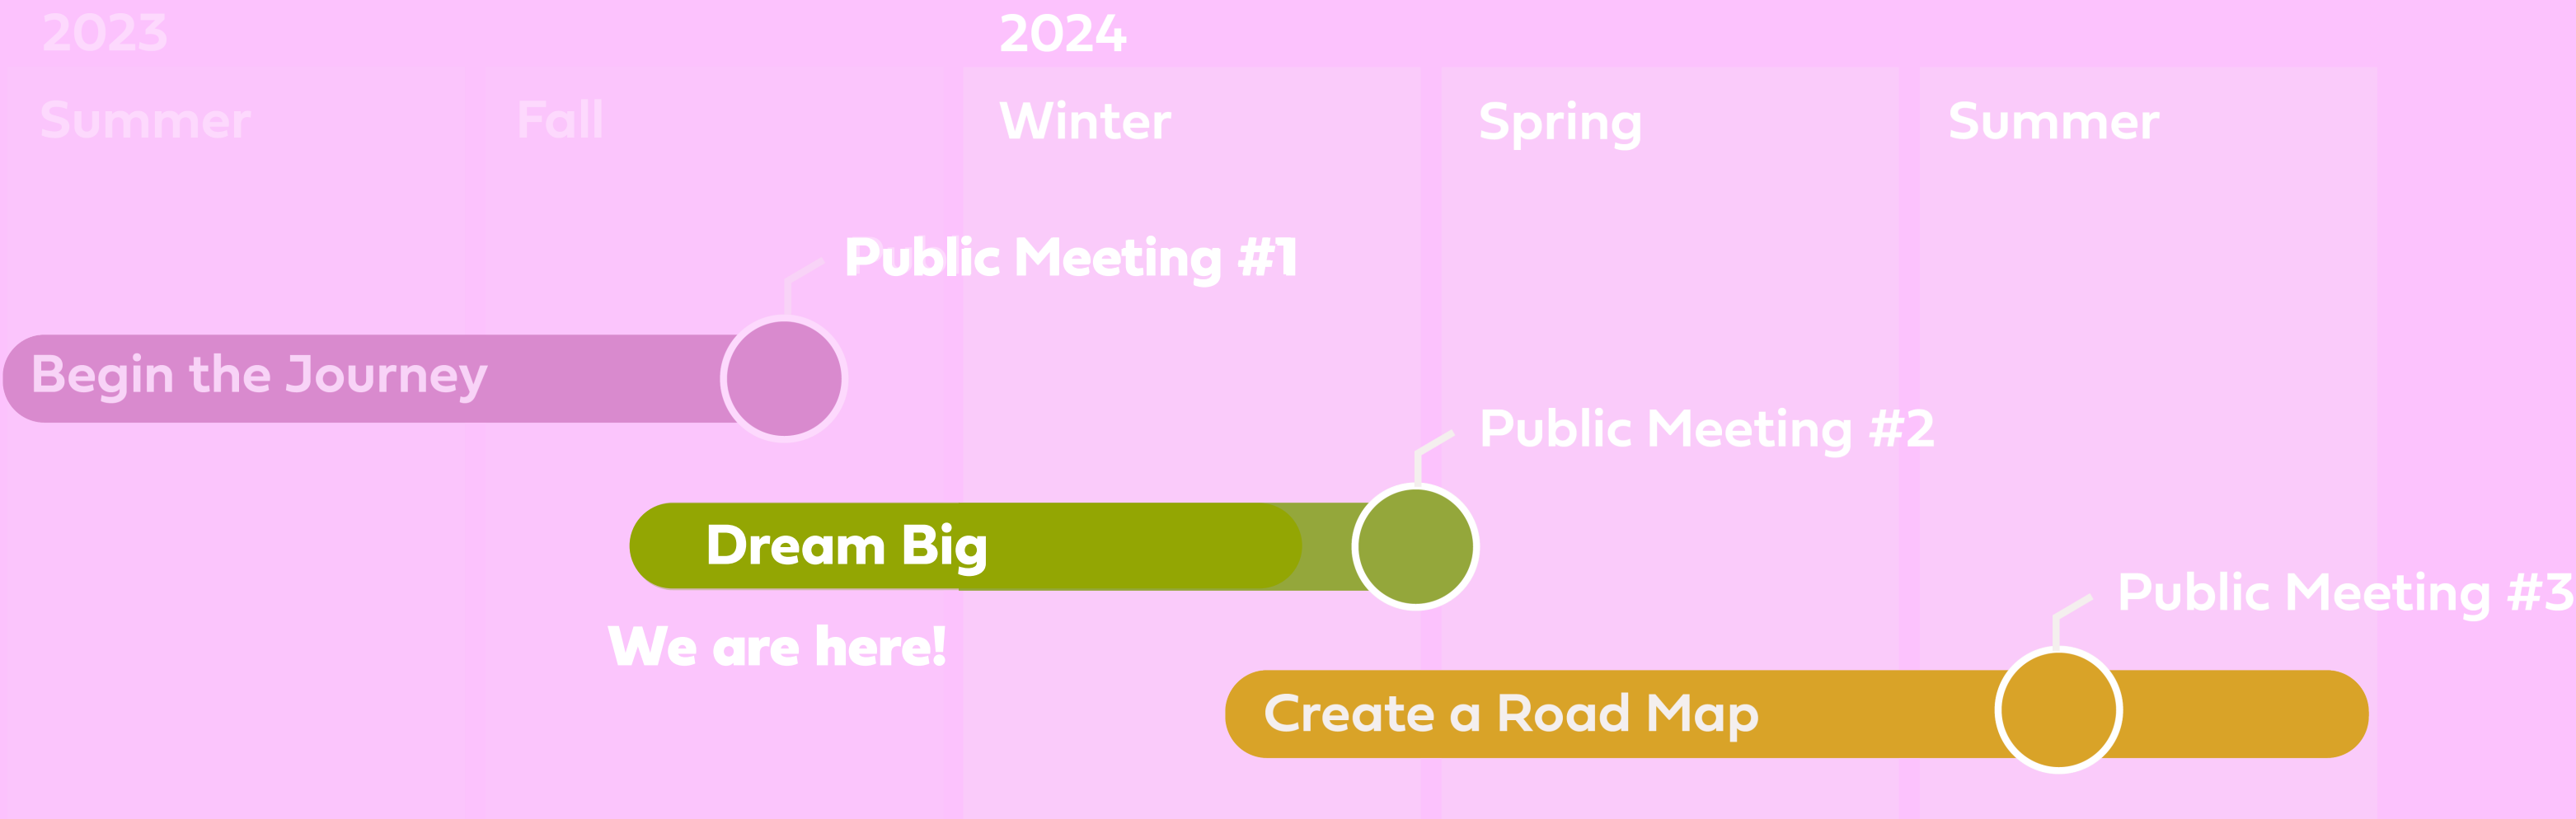 2023
2024
Summer
Fall
Winter
Spring
Summer
Public Meeting #1
Begin the Journey
Public Meeting #2
Dream Big
We are here!
Public Meeting #3
Create a Road Map